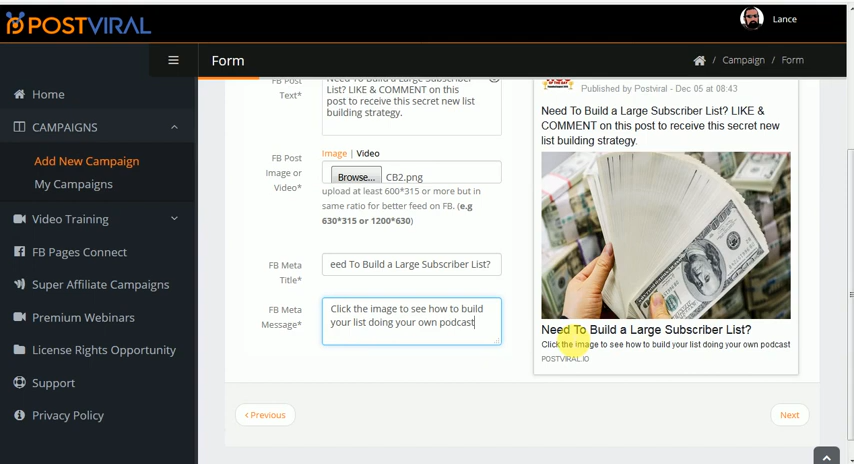 POSTVIRAL
Lance
Form
Campaign / Form
Home
CAMPAIGNS
Add New Campaign
My Campaigns
Video Training
FB Pages Connect
Super Affiliate Campaigns
Premium Webinars
License Rights Opportunity
Support
Privacy Policy
FB Post
Text*
Need To Build a Large Subscriber
List? LIKE & COMMENT on this
post to receive this secret new list
building strategy.
FB Post
Image or
Video*
Image | Video
Browse... CB2.png
upload at least 600*315 or more but in
same ratio for better feed on FB. (e.g
630*315 or 1200*630)
FB Meta
Title*
eed To Build a Large Subscriber List?
FB Meta
Message*
Click the image to see how to build
your list doing your own podcast
Published by Postviral - Dec 05 at 08:43
Need To Build a Large Subscriber List? LIKE &
COMMENT on this post to receive this secret new
list building strategy.
Need To Build a Large Subscriber List?
Click the image to see how to build your list doing your own podcast
POSTVIRAL.IO
‹ Previous
Next